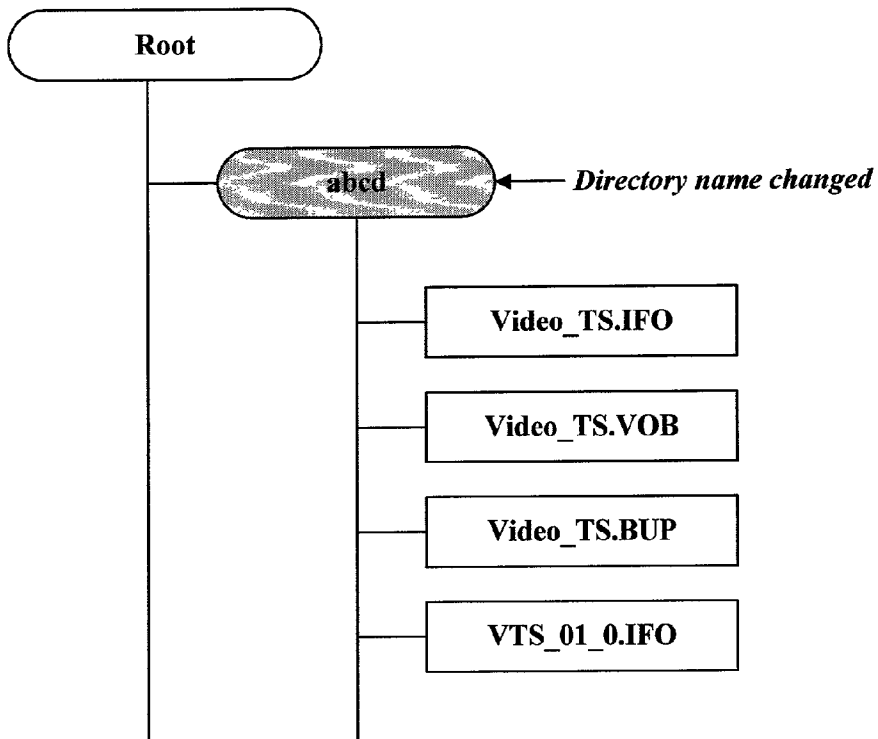 Root
abcd
Directory name changed
Video_TS.IFO
Video_TS.VOB
Video_TS.BUP
VTS_01_0.IFO